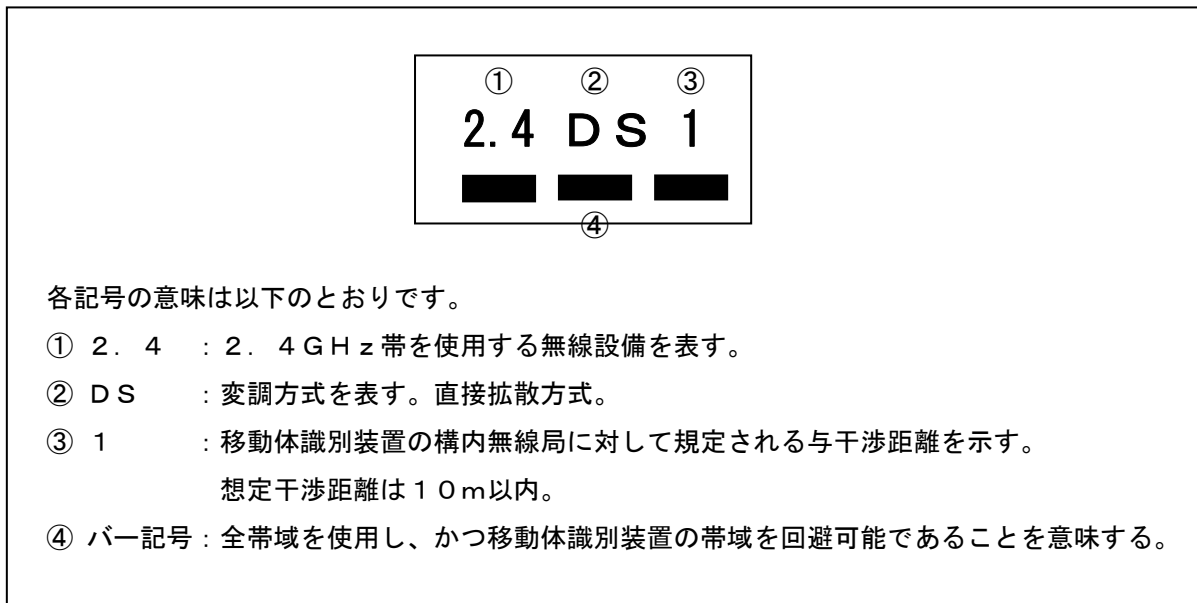 ① ② ③
2.4 DS 1
④
各記号の意味は以下のとおりです。
① 2.4 :2.4GHz帯を使用する無線設備を表す。
② DS :変調方式を表す。直接拡散方式。
③ 1 :移動体識別装置の構内無線局に対して規定される与干渉距離を示す。
想定干渉距離は10m以内。
④ バー記号:全帯域を使用し、かつ移動体識別装置の帯域を回避可能であることを意味する。